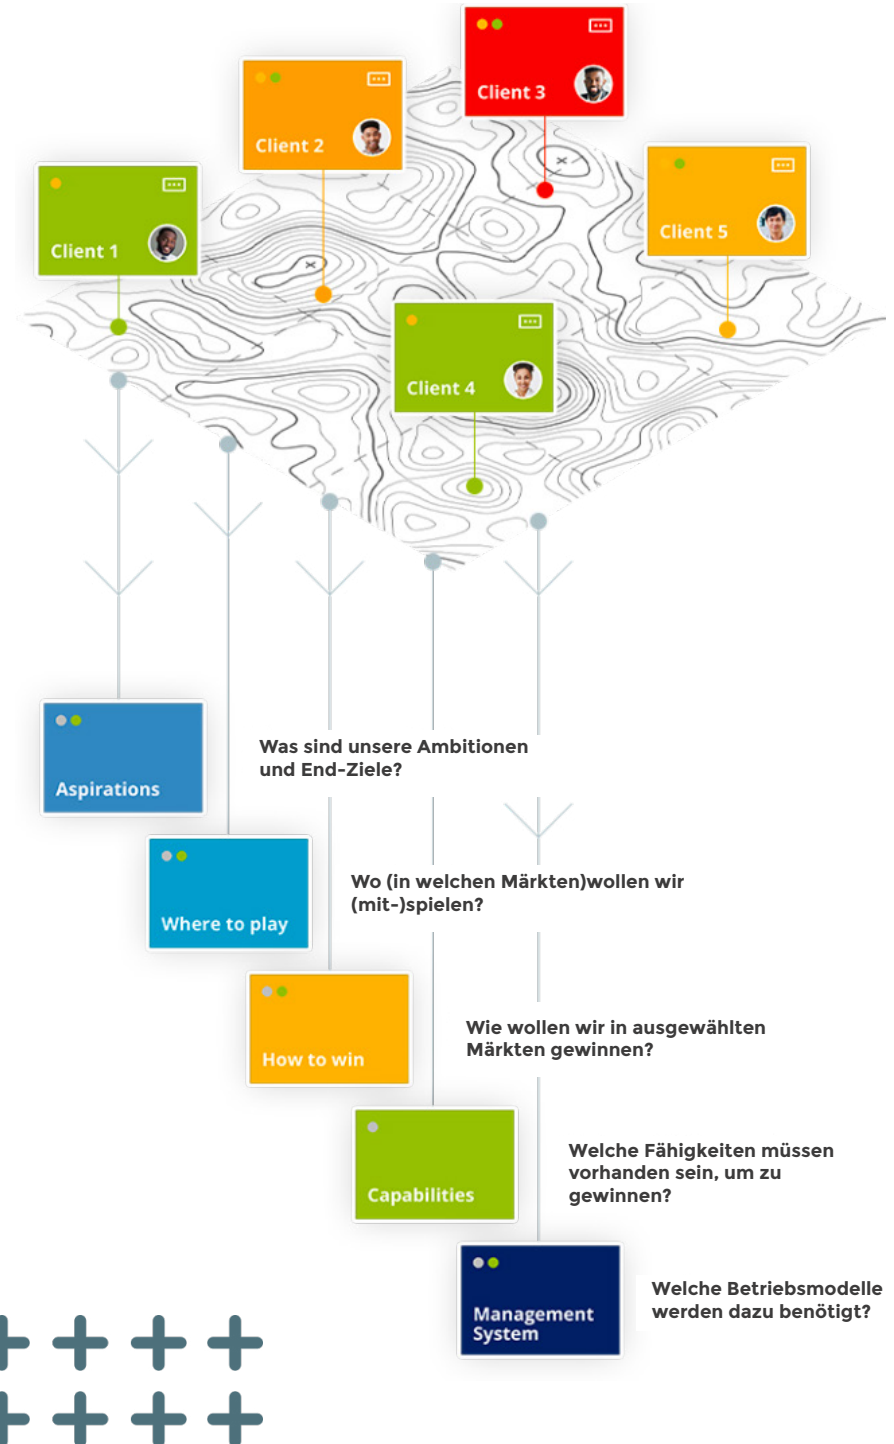 Client 3
Client 2
Client 5
Client 1
Client 4
Aspirations
Was sind unsere Ambitionen
und End-Ziele?
Where to play
Wo (in welchen Märkten)wollen wir
(mit-)spielen?
How to win
Wie wollen wir in ausgewählten
Märkten gewinnen?
Capabilities
Welche Fähigkeiten müssen
vorhanden sein, um zu
gewinnen?
Management
System
Welche Betriebsmodelle
werden dazu benötigt?